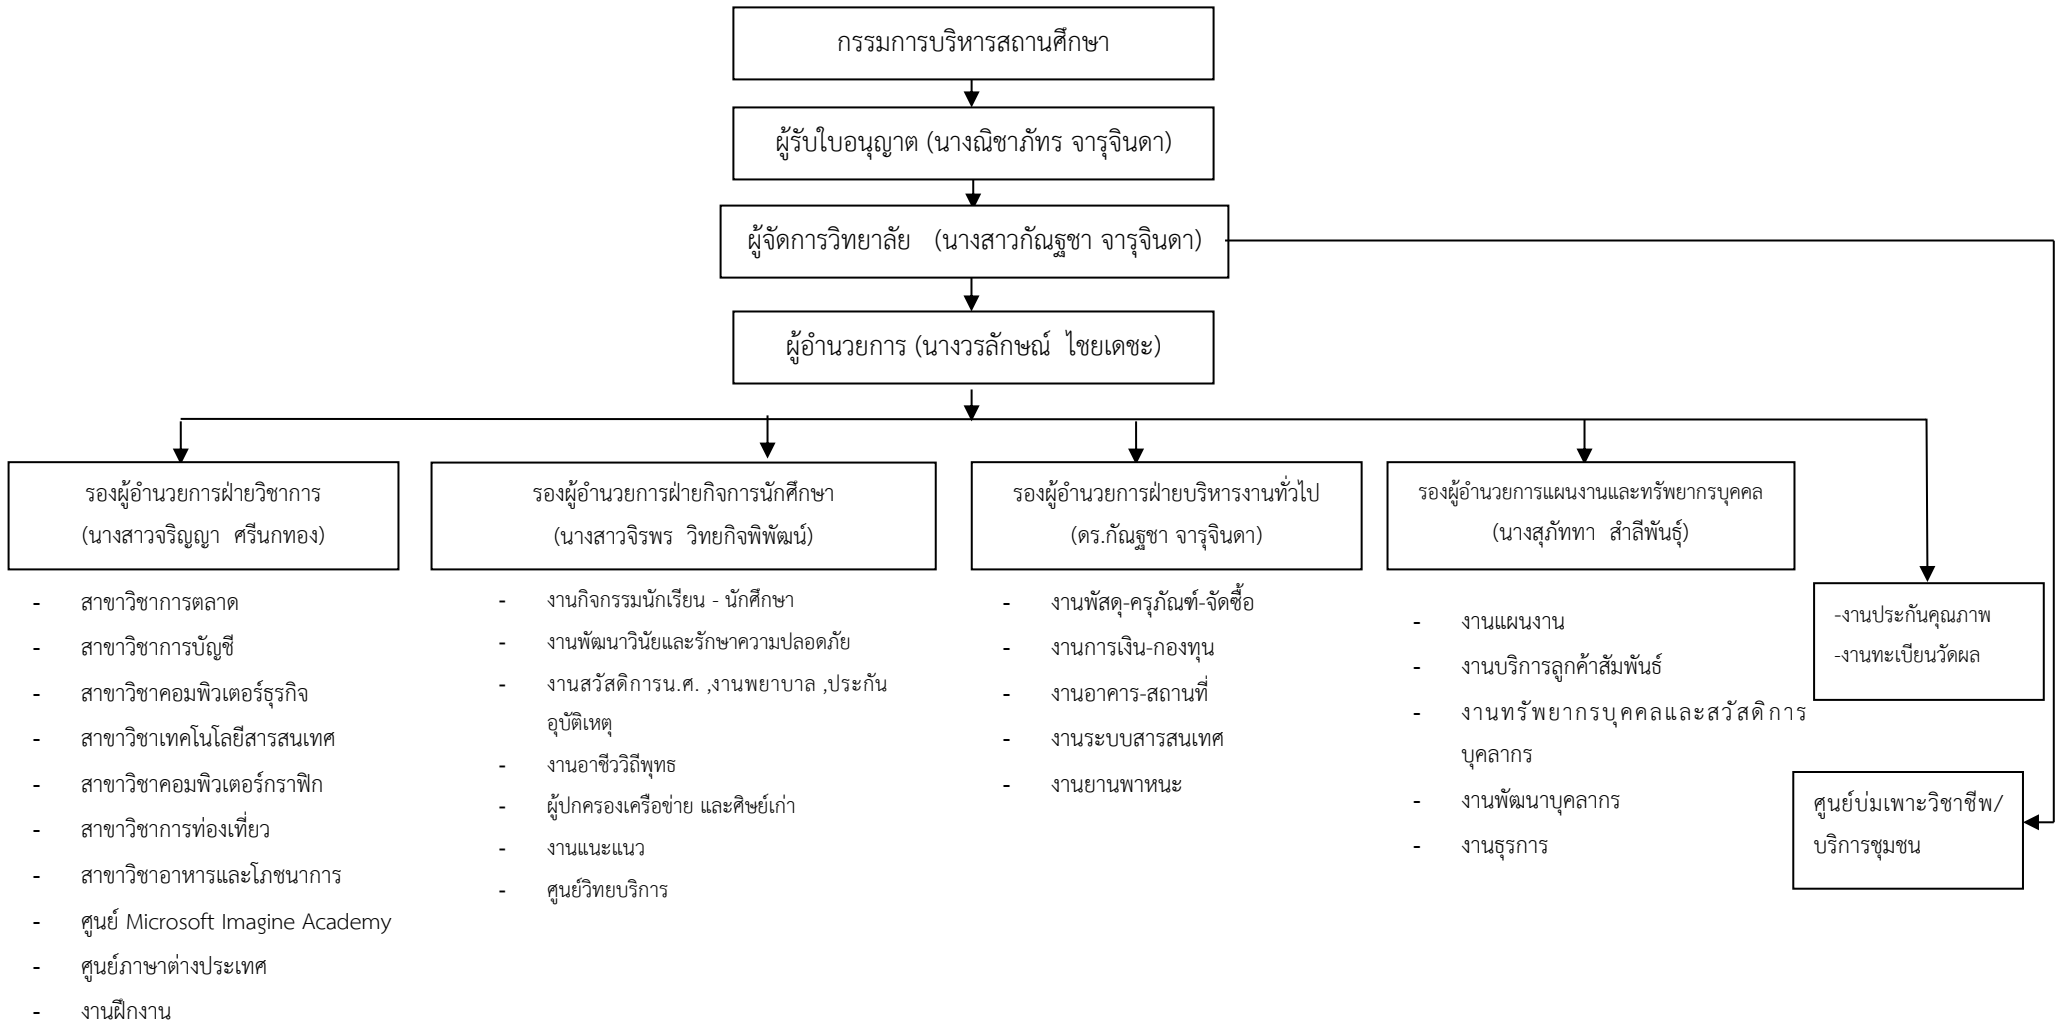 กรรมการบริหารสถานศึกษา
ผู้รับใบอนุญาต (นางณิชาภัทร จารุจินดา)
ผู้จัดการวิทยาลัย (นางสาวกัณฐชา จารุจินดา)
ผู้อำนวยการ (นางวรลักษณ์ ไชยเดชะ)
รองผู้อำนวยการฝ่ายวิชาการ
(นางสาวจริญญา ศรีนกทอง)
- สาขาวิชาการตลาด
- สาขาวิชาการบัญชี
- สาขาวิชาคอมพิวเตอร์ธุรกิจ
- สาขาวิชาเทคโนโลยีสารสนเทศ
- สาขาวิชาคอมพิวเตอร์กราฟิก
- สาขาวิชาการท่องเที่ยว
- สาขาวิชาอาหารและโภชนาการ
- ศูนย์ Microsoft Imagine Academy
- ศูนย์ภาษาต่างประเทศ
- งานฝึกงาน
รองผู้อำนวยการฝ่ายกิจการนักศึกษา
(นางสาวจิรพร วิทยกิจพิพัฒน์)
- งานกิจกรรมนักเรียน - นักศึกษา
- งานพัฒนาวินัยและรักษาความปลอดภัย
- งานสวัสดิการน.ศ. ,งานพยาบาล ,ประกัน
อุบัติเหตุ
- งานอาชีววิถีพุทธ
- ผู้ปกครองเครือข่าย และศิษย์เก่า
- งานแนะแนว
- ศูนย์วิทยบริการ
รองผู้อำนวยการฝ่ายบริหารงานทั่วไป
(ดร.กัณฐชา จารุจินดา)
- งานพัสดุ-ครุภัณฑ์-จัดซื้อ
- งานการเงิน-กองทุน
- งานอาคาร-สถานที่
- งานระบบสารสนเทศ
- งานยานพาหนะ
รองผู้อำนวยการแผนงานและทรัพยากรบุคคล
(นางสุภัททา สำลีพันธุ์)
- งานแผนงาน
- งานบริการลูกค้าสัมพันธ์
- งานทรัพยากรบุคคลและสวัสดิการ
บุคลากร
- งานพัฒนาบุคลากร
- งานธุรการ
-งานประกันคุณภาพ
-งานทะเบียนวัดผล
ศูนย์บ่มเพาะวิชาชีพ/
บริการชุมชน